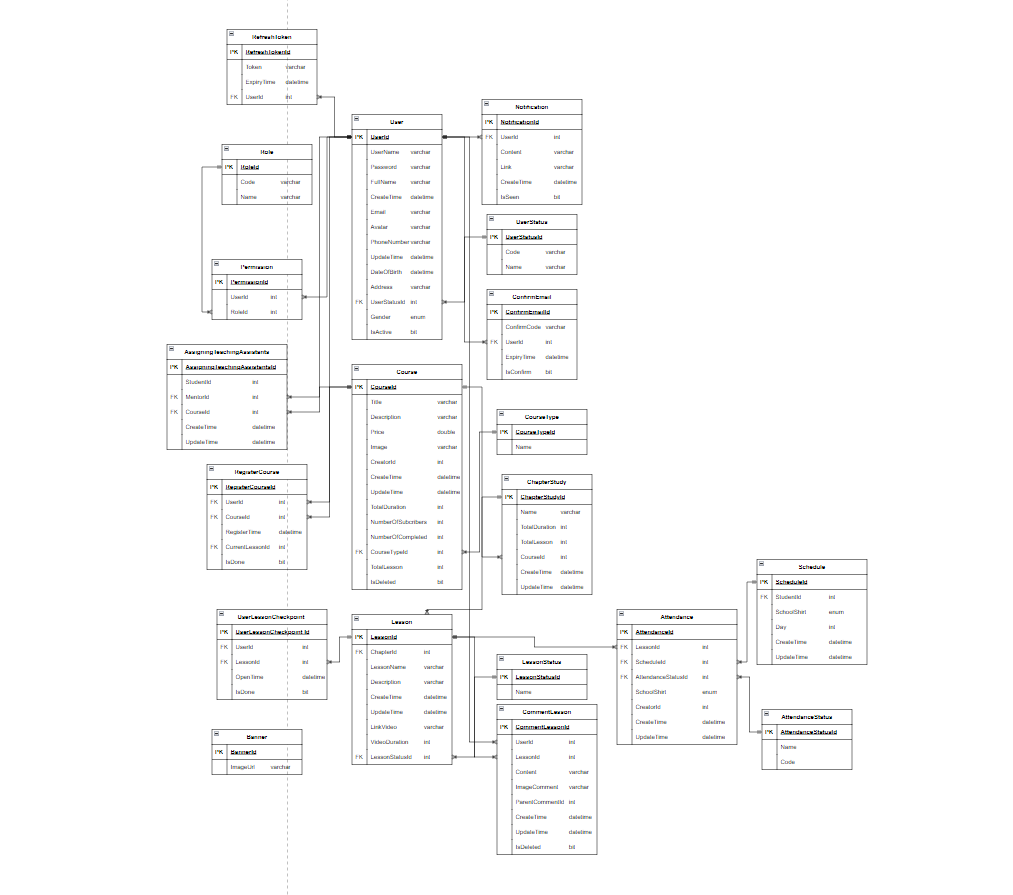 RefreshToken
PK RefreshTokenId
Token varchar
ExpiryTime datetime
FK UserId int
Role
PK RoleId
Code varchar
Name varchar
Permission
PK PermissionId
UserId int
RoleId int
AssigningTeachingAssistants
PK AssigningTeachingAssistantsId
StudentId int
FK MentorId int
FK CourseId int
CreateTime datetime
UpdateTime datetime
RegisterCourse
PK RegisterCourseId
FK UserId int
FK CourseId int
RegisterTime datetime
FK CurrentLessonId int
IsDone bit
UserLessonCheckpoint
PK UserLessonCheckpointId
FK UserId int
FK LessonId int
OpenTime datetime
IsDone bit
Banner
PK BannerId
ImageUrl varchar
User
PK UserId
UserName varchar
Password varchar
FullName varchar
CreateTime datetime
Email varchar
Avatar varchar
PhoneNumber varchar
UpdateTime datetime
DateOfBirth datetime
Address varchar
FK UserStatusId int
Gender enum
IsActive bit
Course
PK CourseId
Title varchar
Description varchar
Price double
Image varchar
CreatorId int
CreateTime datetime
UpdateTime datetime
TotalDuration int
NumberOfSubcribers int
NumberOfCompleted int
FK CourseTypeId int
TotalLesson int
IsDeleted bit
Lesson
PK LessonId
FK ChapterId int
LessonName varchar
Description varchar
CreateTime datetime
UpdateTime datetime
LinkVideo varchar
VideoDuration int
FK LessonStatusId int
Notification
PK NotificationId
FK UserId int
Content varchar
Link varchar
CreateTime datetime
IsSeen bit
UserStatus
PK UserStatusId
Code varchar
Name varchar
ConfirmEmail
PK ConfirmEmailId
ConfirmCode varchar
FK UserId int
ExpiryTime datetime
IsConfirm bit
CourseType
PK CourseTypeId
Name
ChapterStudy
PK ChapterStudyId
Name varchar
TotalDuration int
TotalLesson int
CourseId int
CreateTime datetime
UpdateTime datetime
LessonStatus
PK LessonStatusId
Name
CommentLesson
PK CommentLessonId
UserId int
LessonId int
Content varchar
ImageComment varchar
ParentCommentId int
CreateTime datetime
UpdateTime datetime
IsDeleted bit
Attendance
PK AttendanceId
FK LessonId int
FK ScheduleId int
FK AttendanceStatusId int
SchoolShirt enum
CreatorId int
CreateTime datetime
UpdateTime datetime
Schedule
PK ScheduleId
FK StudentId int
SchoolShirt enum
Day int
CreateTime datetime
UpdateTime datetime
AttendanceStatus
PK AttendanceStatusId
Name
Code